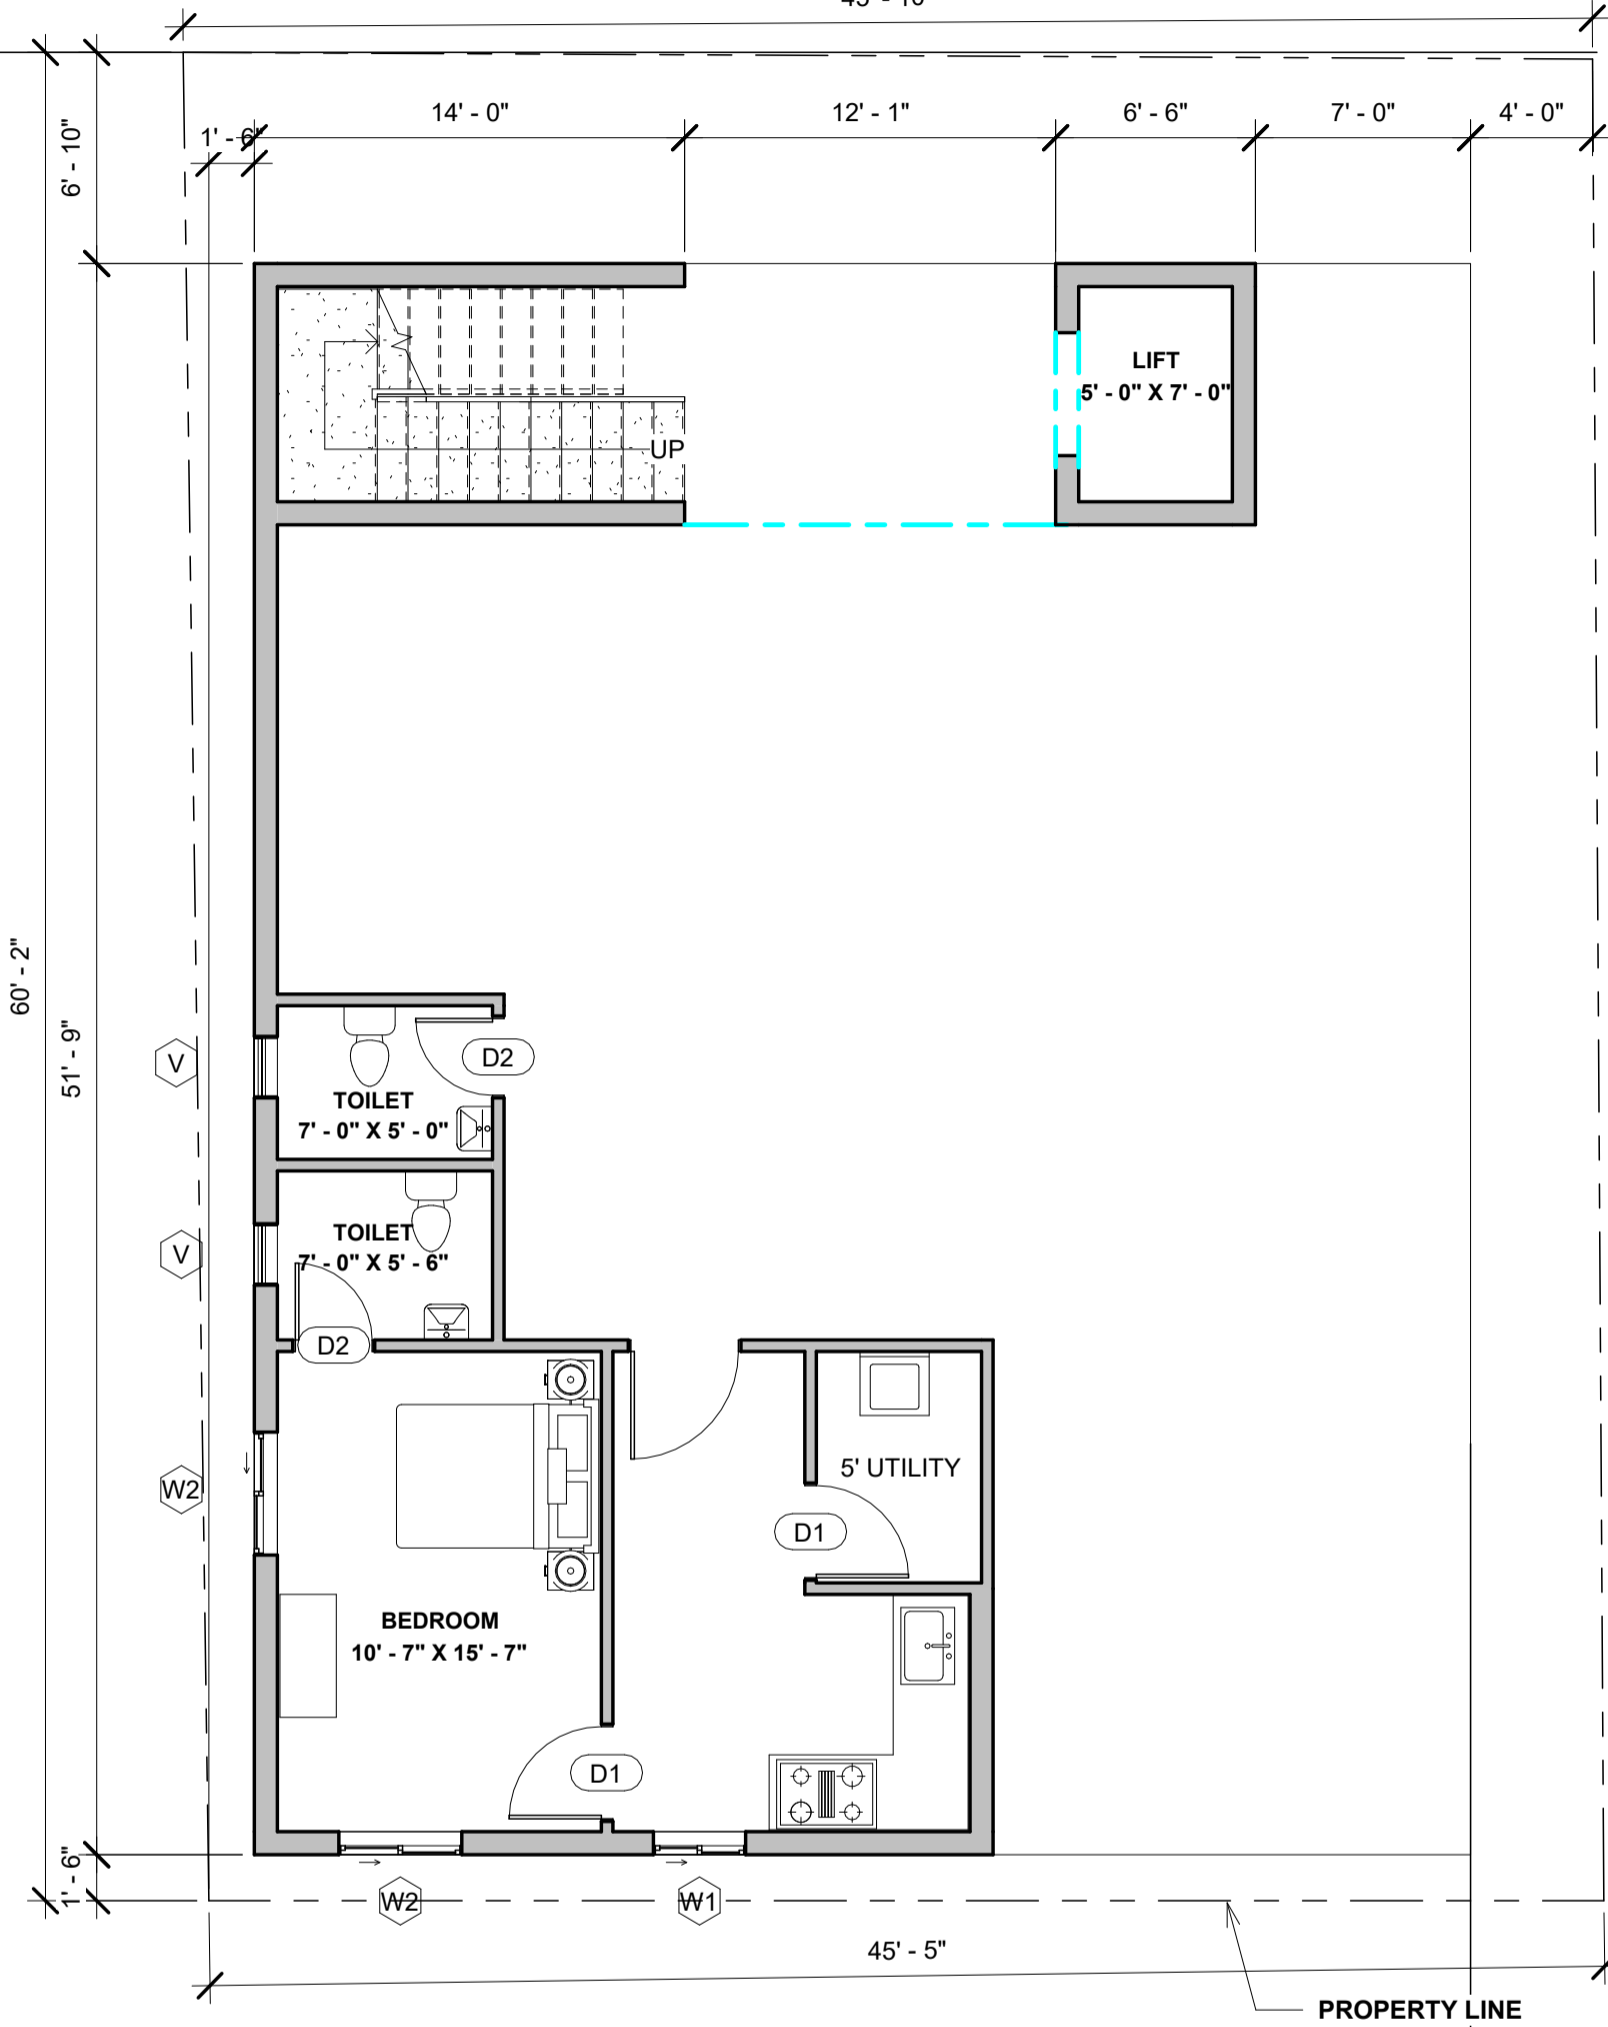 14' - 0"
12' - 1"
6' - 6"
7' - 0"
4' - 0"
1' - 6"
6' - 10"
LIFT
5' - 0" X 7' - 0"
UP
60' - 2"
51' - 9"
V
D2
TOILET
7' - 0" X 5' - 0"
V
TOILET
7' - 0" X 5' - 6"
D2
W2
5' UTILITY
D1
BEDROOM
10' - 7" X 15' - 7"
D1
1' - 6"
W2
W1
45' - 5"
PROPERTY LINE